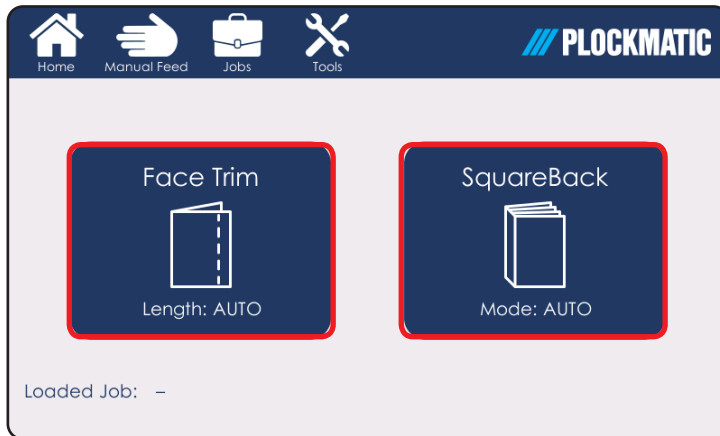 Home Manual Feed Jobs Tools
PLOCKMATIC
Face Trim
Length: AUTO
SquareBack
Mode: AUTO
Loaded Job: –